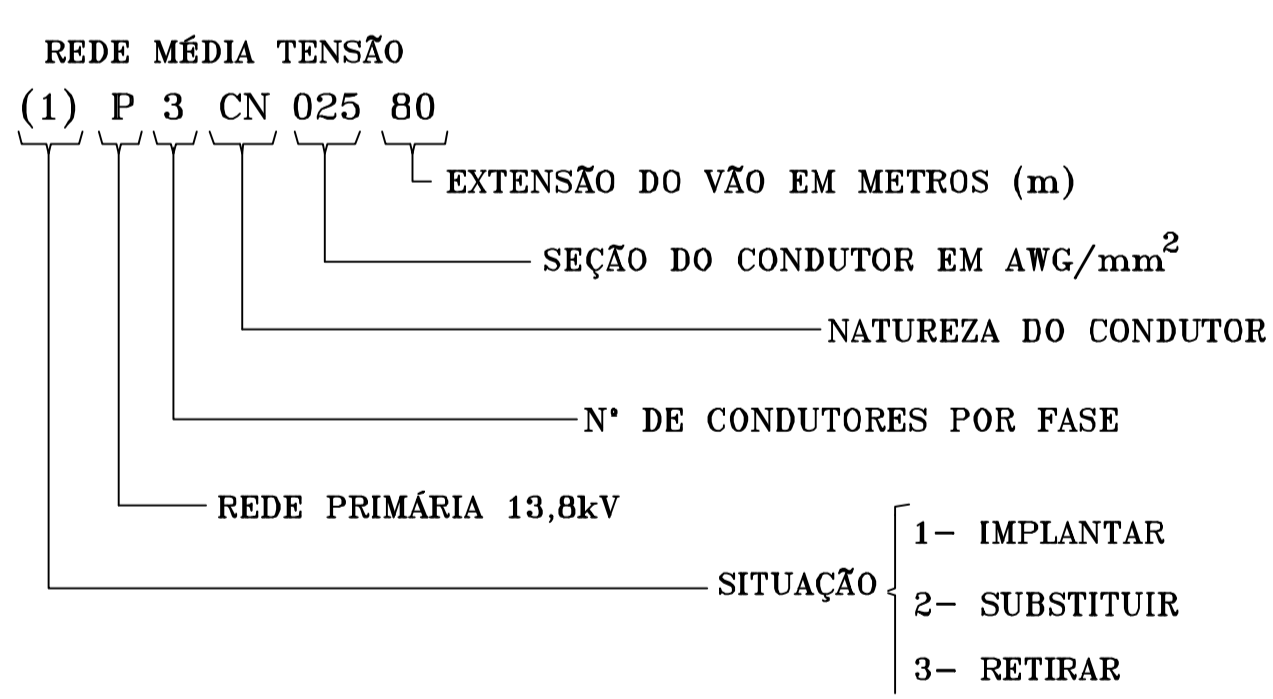 REDE MÉDIA TENSÃO
(1) P 3 CN 025 80
EXTENSÃO DO VÃO EM METROS (m)
SEÇÃO DO CONDUTOR EM AWG/mm²
NATUREZA DO CONDUTOR
N° DE CONDUTORES POR FASE
REDE PRIMÁRIA 13,8kV
1- IMPLANTAR
SITUAÇÃO
2- SUBSTITUIR
3- RETIRAR